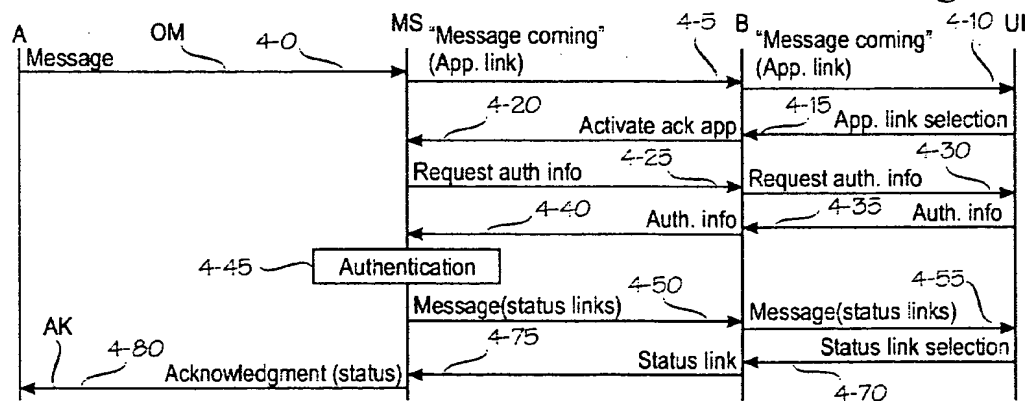 A OM MS 4-5 B 4-10 UI
Message 4-0 "Message coming" "Message coming"
(App. link) (App. link)
4-20 4-15
Activate ack app App. link selection
4-25 4-30
Request auth info Request auth. info
4-40 4-35
Auth. info Auth. info
4-45 Authentication
4-50 4-55
Message(status links) Message(status links)
AK 4-75
4-80 Status link Status link selection
Acknowledgment (status) 4-70